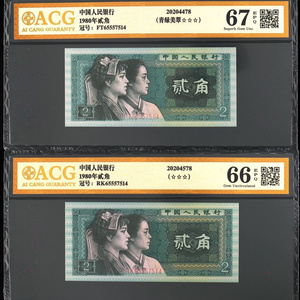 ACG
AI CANG GUARANTY
中国人民银行
1980年贰角
冠号: FT65557514
20204478
(青绿美翠☆☆☆)
67 EPQ
Superb Gem Unc
中国人民银行
贰角
2
2
ACG
AI CANG GUARANTY
中国人民银行
1980年贰角
冠号: RK65557514
20204578
(☆☆☆)
66 EPQ
Gem Uncirculated
中国人民银行
贰角
2
2